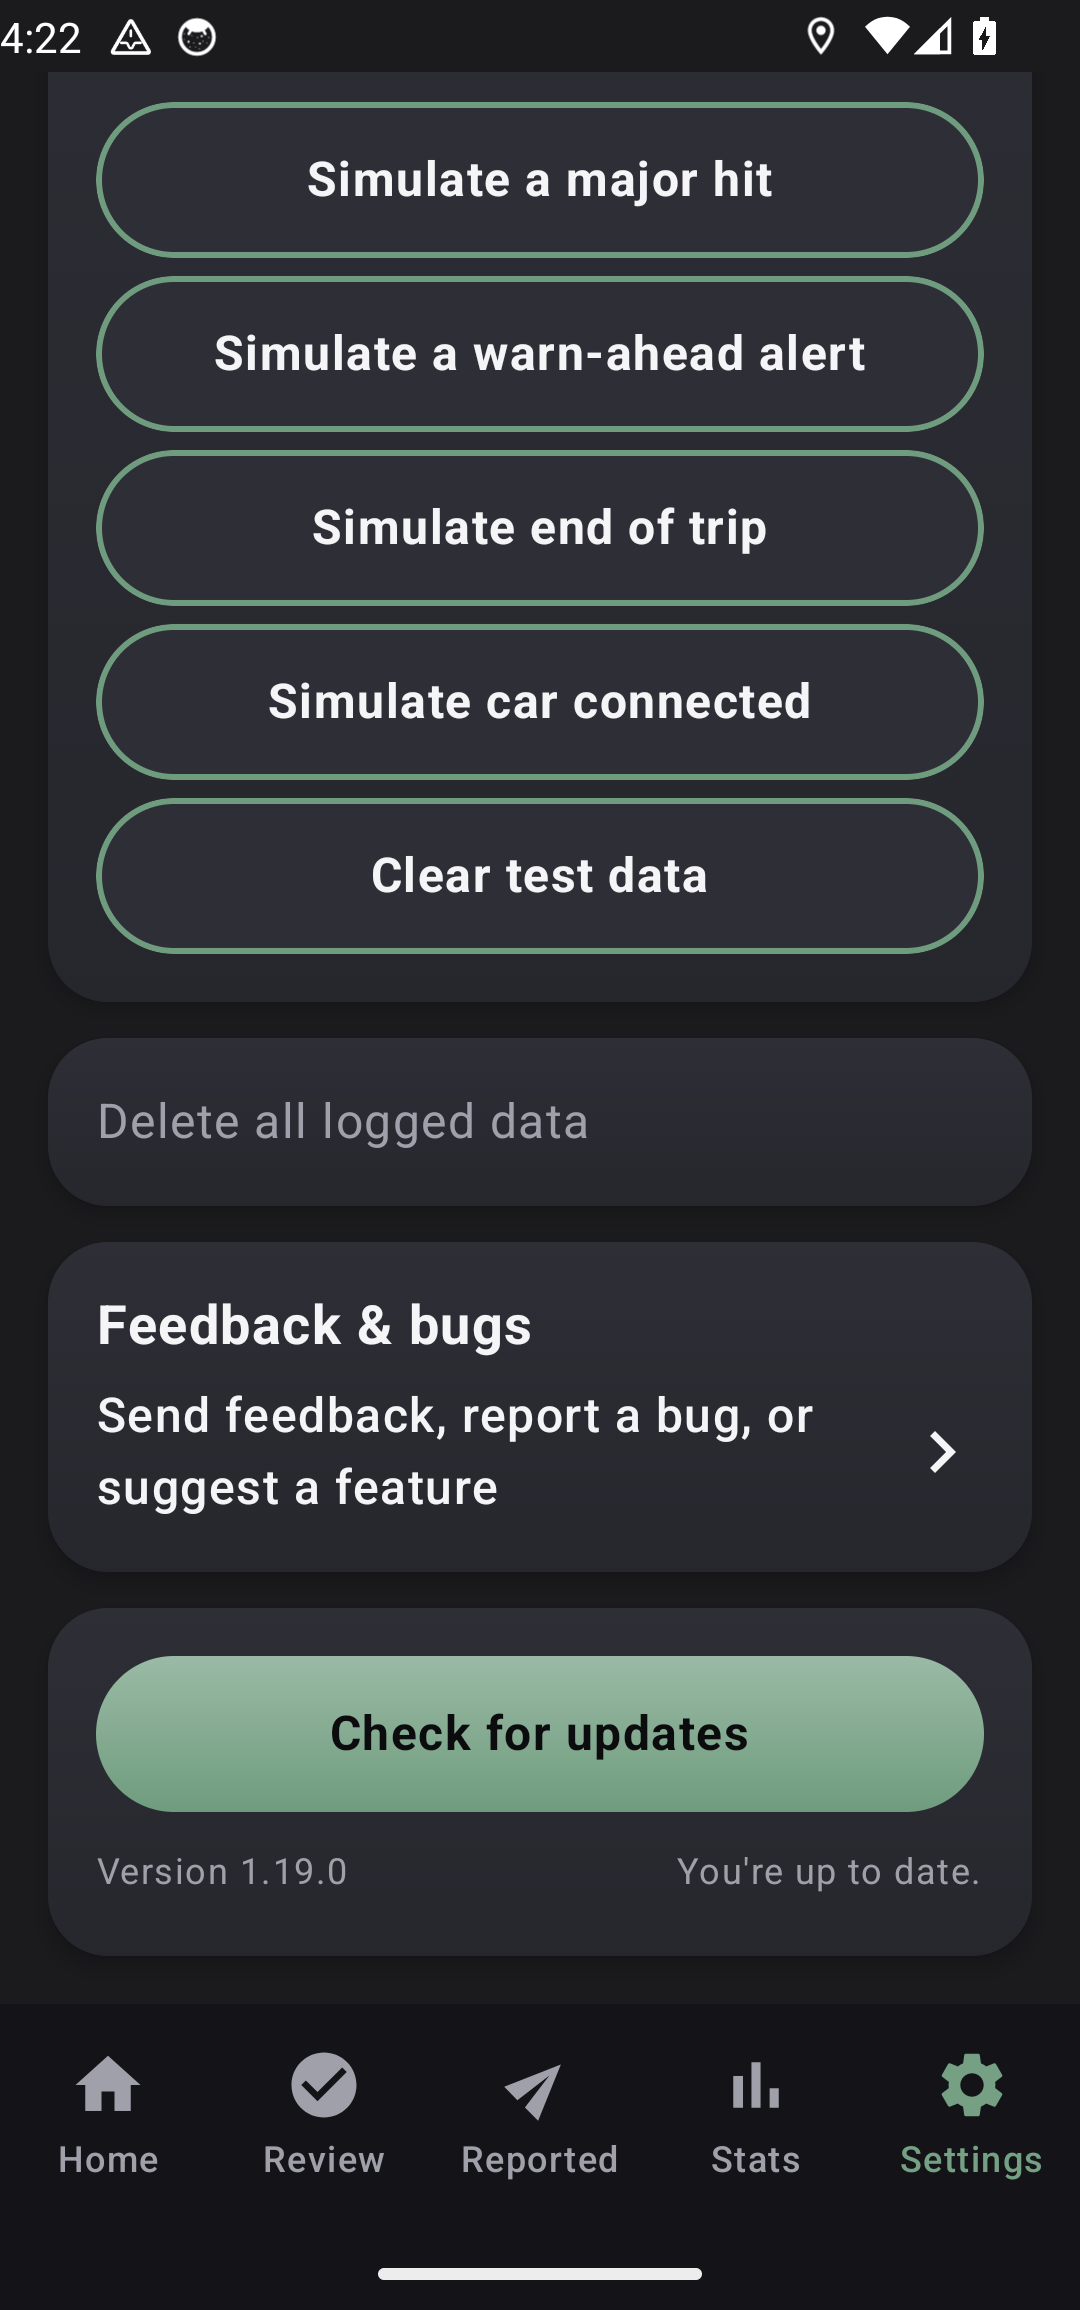 4:22
Simulate a major hit
Simulate a warn-ahead alert
Simulate end of trip
Simulate car connected
Clear test data
Delete all logged data
Feedback & bugs
Send feedback, report a bug, or
suggest a feature
Check for updates
Version 1.19.0
You're up to date.
Home
Review
Reported
Stats
Settings